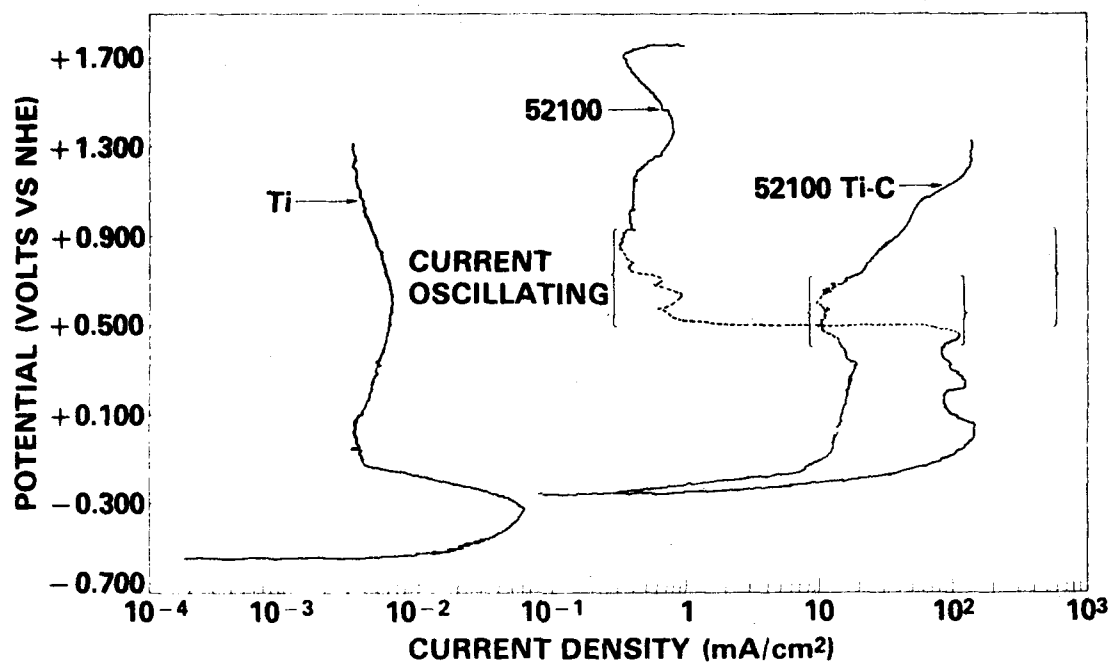 POTENTIAL (VOLTS VS NHE)
+1.700
+1.300
+0.900
+0.500
+0.100
−0.300
−0.700
52100
52100 Ti-C
Ti
CURRENT
OSCILLATING
10−4
10−3
10−2
10−1
1
10
10²
10³
CURRENT DENSITY (mA/cm²)